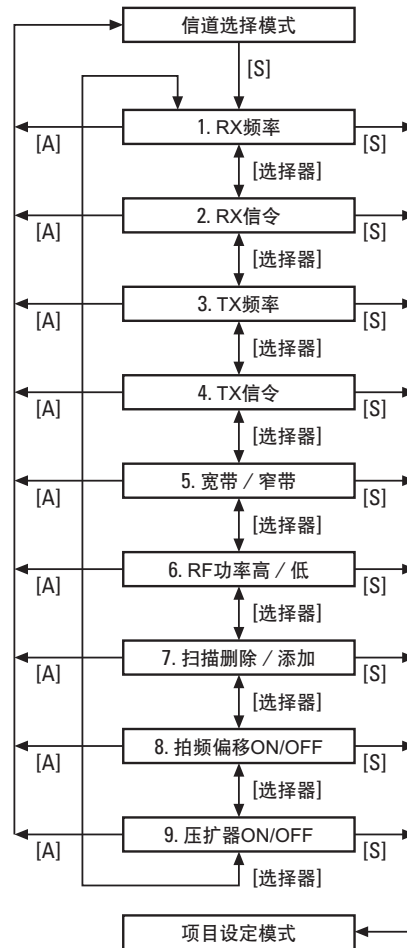 信道选择模式
[S]
1. RX频率
[A]
[S]
[选择器]
2. RX信令
[A]
[S]
[选择器]
3. TX频率
[A]
[S]
[选择器]
4. TX信令
[A]
[S]
[选择器]
5. 宽带 / 窄带
[A]
[S]
[选择器]
6. RF功率高 / 低
[A]
[S]
[选择器]
7. 扫描删除 / 添加
[A]
[S]
[选择器]
8. 拍频偏移ON/OFF
[A]
[S]
[选择器]
9. 压扩器ON/OFF
[A]
[S]
[选择器]
项目设定模式